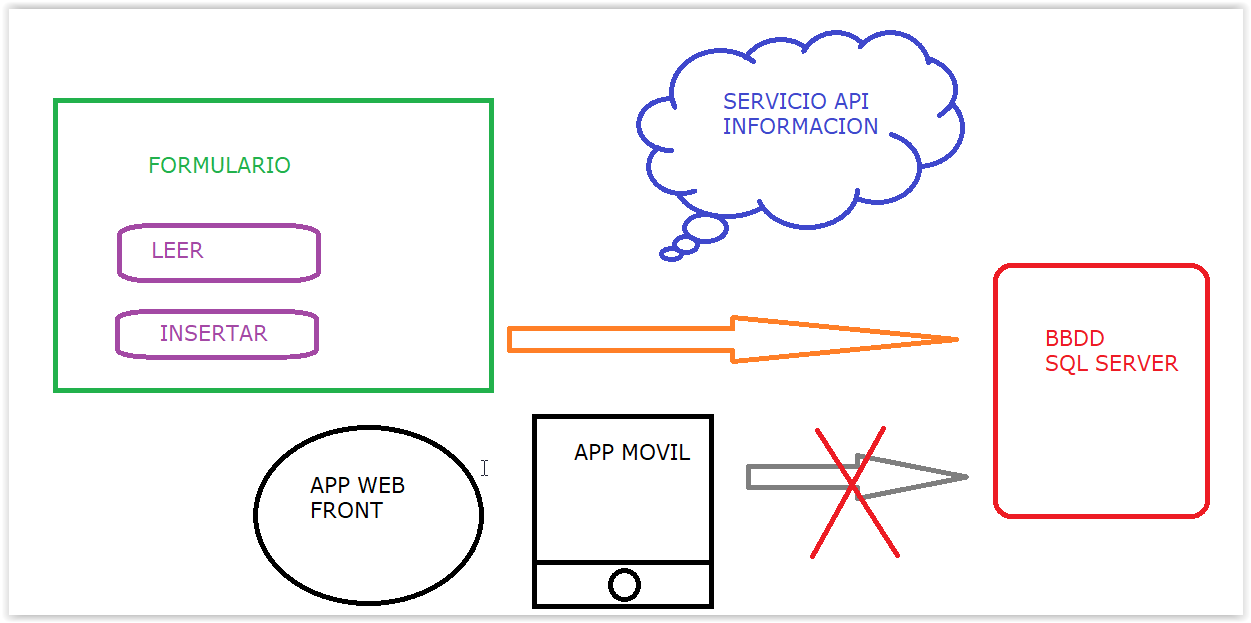 SERVICIO API
INFORMACION
FORMULARIO
LEER
INSERTAR
BBDD
SQL SERVER
APP MOVIL
APP WEB
FRONT